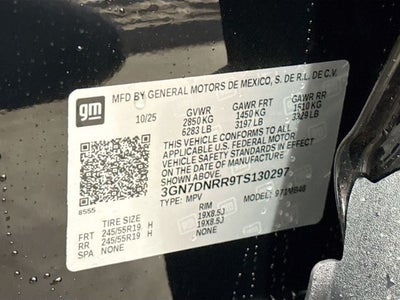 gm
MFD BY GENERAL MOTORS DE MEXICO, S. DE R.L. DE C.V.
10/25 GVWR GAWR FRT GAWR RR
2850 KG 1450 KG 1510 KG
6283 LB 3197 LB 3329 LB
THIS VEHICLE CONFORMS TO ALL
APPLICABLE U.S. FEDERAL MOTOR
VEHICLE SAFETY STANDARDS IN EFFECT
ON THE DATE OF MANUFACTURE
SHOWN ABOVE.
3GN7DNRR9TS130297
8555
TYPE: MPV MODEL:
TIRE SIZE RIM
FRT 245/55R19 H 19X8.5J
RR 245/55R19 H 19X8.5J
SPA NONE NONE